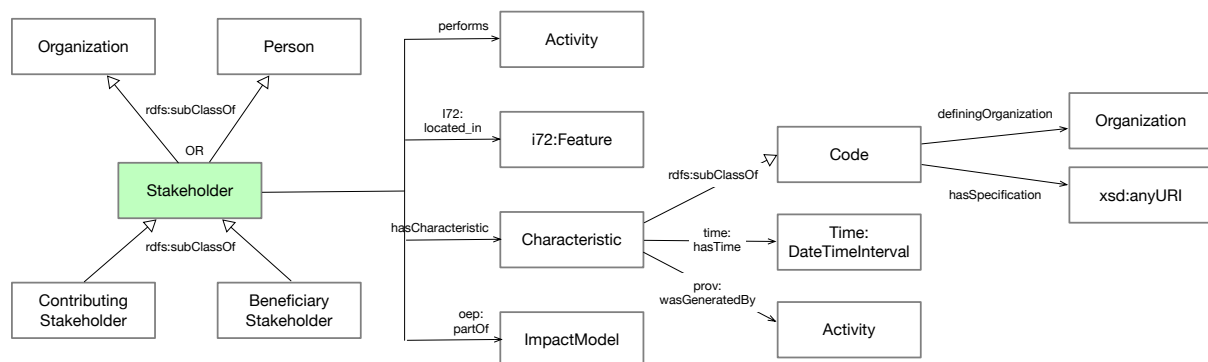 Organization
Person
performs
Activity
rdfs:subClassOf
OR
Stakeholder
I72:
located_in
i72:Feature
Code
definingOrganization
Organization
hasSpecification
xsd:anyURI
rdfs:subClassOf
rdfs:subClassOf
hasCharacteristic
Characteristic
time:
hasTime
Time:
DateTimeInterval
Contributing
Stakeholder
Beneficiary
Stakeholder
oep:
partOf
ImpactModel
prov:
wasGeneratedBy
Activity